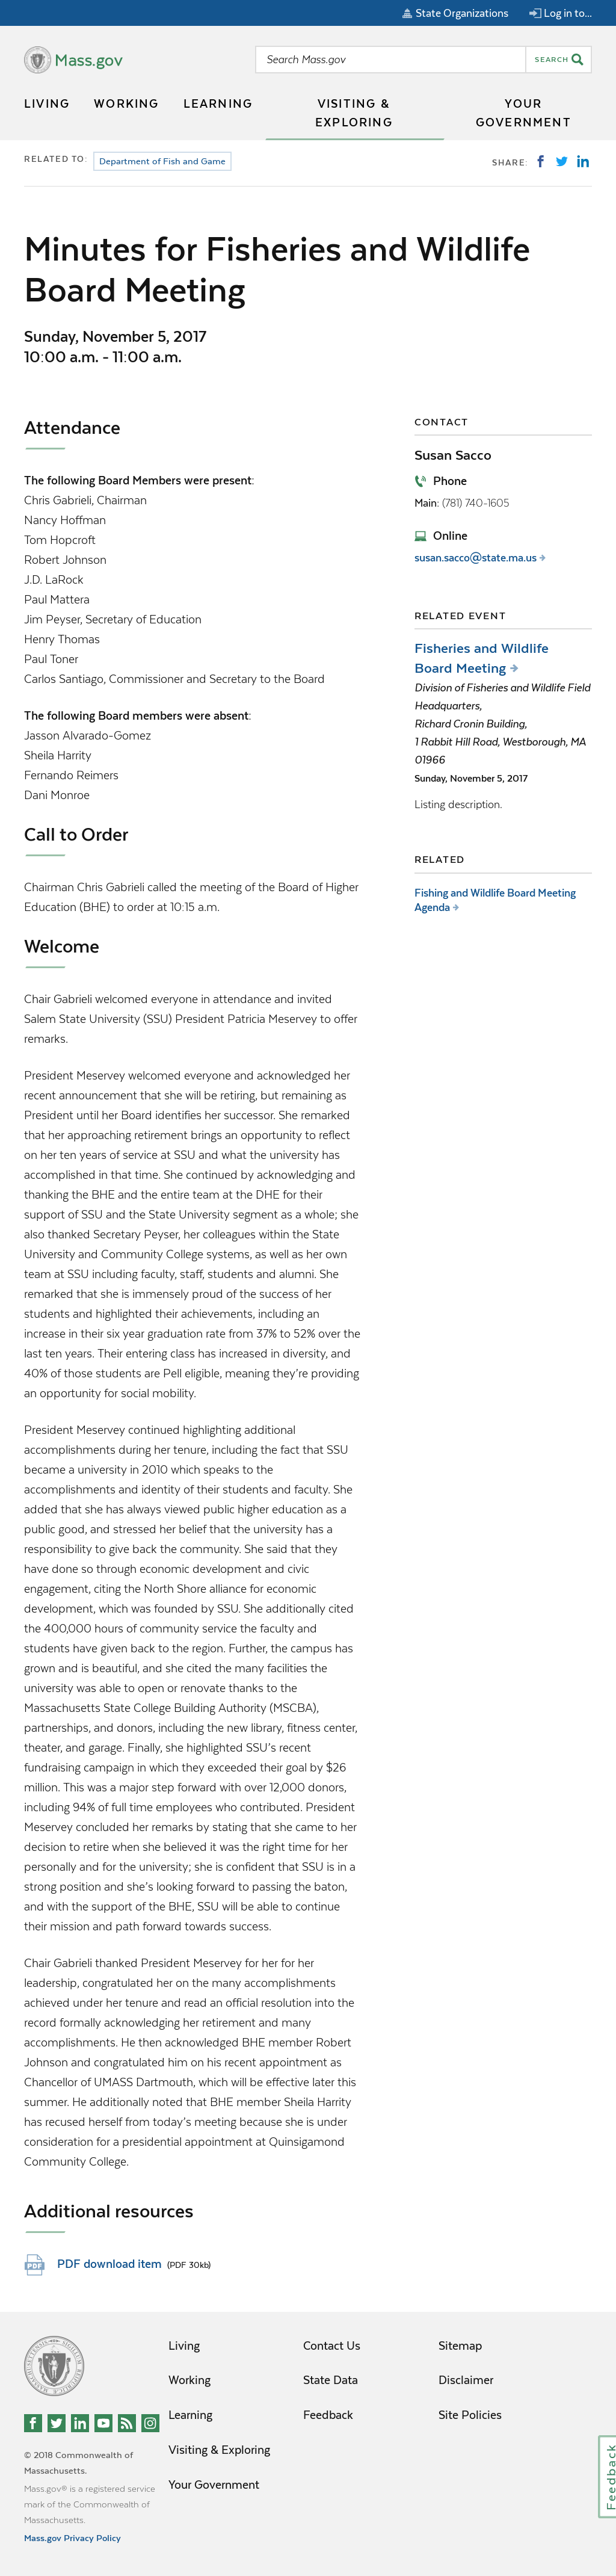 State Organizations
Log in to...
Mass.gov
Search Mass.gov
SEARCH
LIVING
WORKING
LEARNING
VISITING &
EXPLORING
YOUR
GOVERNMENT
RELATED TO:
Department of Fish and Game
SHARE:
Minutes for Fisheries and Wildlife
Board Meeting
Sunday, November 5, 2017
10:00 a.m. - 11:00 a.m.
Attendance
The following Board Members were present:
Chris Gabrieli, Chairman
Nancy Hoffman
Tom Hopcroft
Robert Johnson
J.D. LaRock
Paul Mattera
Jim Peyser, Secretary of Education
Henry Thomas
Paul Toner
Carlos Santiago, Commissioner and Secretary to the Board
The following Board members were absent:
Jasson Alvarado-Gomez
Sheila Harrity
Fernando Reimers
Dani Monroe
Call to Order
Chairman Chris Gabrieli called the meeting of the Board of Higher
Education (BHE) to order at 10:15 a.m.
Welcome
Chair Gabrieli welcomed everyone in attendance and invited
Salem State University (SSU) President Patricia Meservey to offer
remarks.
President Meservey welcomed everyone and acknowledged her
recent announcement that she will be retiring, but remaining as
President until her Board identifies her successor. She remarked
that her approaching retirement brings an opportunity to reflect
on her ten years of service at SSU and what the university has
accomplished in that time. She continued by acknowledging and
thanking the BHE and the entire team at the DHE for their
support of SSU and the State University segment as a whole; she
also thanked Secretary Peyser, her colleagues within the State
University and Community College systems, as well as her own
team at SSU including faculty, staff, students and alumni. She
remarked that she is immensely proud of the success of her
students and highlighted their achievements, including an
increase in their six year graduation rate from 37% to 52% over the
last ten years. Their entering class has increased in diversity, and
40% of those students are Pell eligible, meaning they're providing
an opportunity for social mobility.
President Meservey continued highlighting additional
accomplishments during her tenure, including the fact that SSU
became a university in 2010 which speaks to the
accomplishments and identity of their students and faculty. She
added that she has always viewed public higher education as a
public good, and stressed her belief that the university has a
responsibility to give back the community. She said that they
have done so through economic development and civic
engagement, citing the North Shore alliance for economic
development, which was founded by SSU. She additionally cited
the 400,000 hours of community service the faculty and
students have given back to the region. Further, the campus has
grown and is beautiful, and she cited the many facilities the
university was able to open or renovate thanks to the
Massachusetts State College Building Authority (MSCBA),
partnerships, and donors, including the new library, fitness center,
theater, and garage. Finally, she highlighted SSU's recent
fundraising campaign in which they exceeded their goal by $26
million. This was a major step forward with over 12,000 donors,
including 94% of full time employees who contributed. President
Meservey concluded her remarks by stating that she came to her
decision to retire when she believed it was the right time for her
personally and for the university; she is confident that SSU is in a
strong position and she's looking forward to passing the baton,
and with the support of the BHE, SSU will be able to continue
their mission and path forward towards success.
Chair Gabrieli thanked President Meservey for her for her
leadership, congratulated her on the many accomplishments
achieved under her tenure and read an official resolution into the
record formally acknowledging her retirement and many
accomplishments. He then acknowledged BHE member Robert
Johnson and congratulated him on his recent appointment as
Chancellor of UMASS Dartmouth, which will be effective later this
summer. He additionally noted that BHE member Sheila Harrity
has recused herself from today's meeting because she is under
consideration for a presidential appointment at Quinsigamond
Community College.
Additional resources
PDF
PDF download item (PDF 30kb)
CONTACT
Susan Sacco
Phone
Main: (781) 740-1605
Online
susan.sacco@state.ma.us
RELATED EVENT
Fisheries and Wildlife
Board Meeting
Division of Fisheries and Wildlife Field
Headquarters,
Richard Cronin Building,
1 Rabbit Hill Road, Westborough, MA
01966
Sunday, November 5, 2017
Listing description.
RELATED
Fishing and Wildlife Board Meeting
Agenda
Living
Working
Learning
Visiting & Exploring
Your Government
Contact Us
State Data
Feedback
Sitemap
Disclaimer
Site Policies
© 2018 Commonwealth of
Massachusetts.
Mass.gov® is a registered service
mark of the Commonwealth of
Massachusetts.
Mass.gov Privacy Policy
Feedback